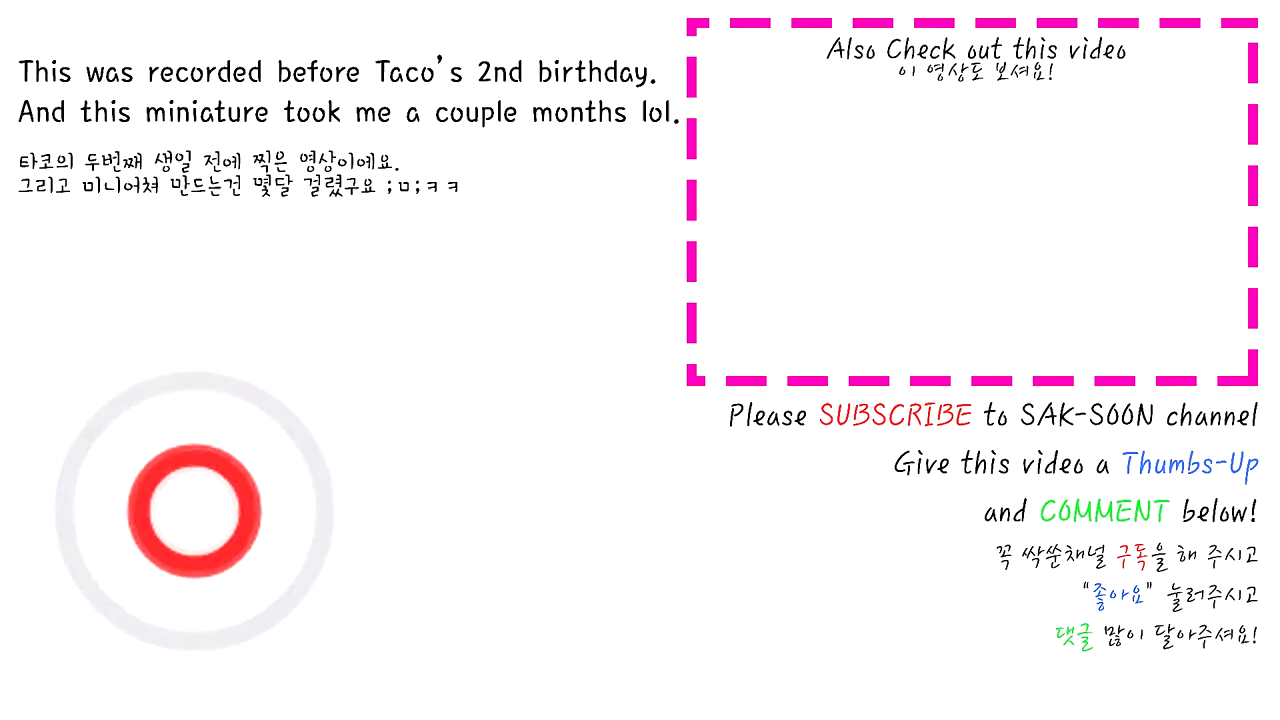 This was recorded before Taco's 2nd birthday.
And this miniature took me a couple months lol.
타코의 두번째 생일 전에 찍은 영상이에요.
그리고 미니어쳐 만드는건 몇달 걸렸구요 ;ㅁ;ㅋㅋ
Also Check out this video
이 영상도 보셔요!
Please SUBSCRIBE to SAK-SOON channel
Give this video a Thumbs-Up
and COMMENT below!
꼭 싹쑨채널 구독을 해 주시고
"좋아요" 눌러주시고
댓글 많이 달아주셔요!